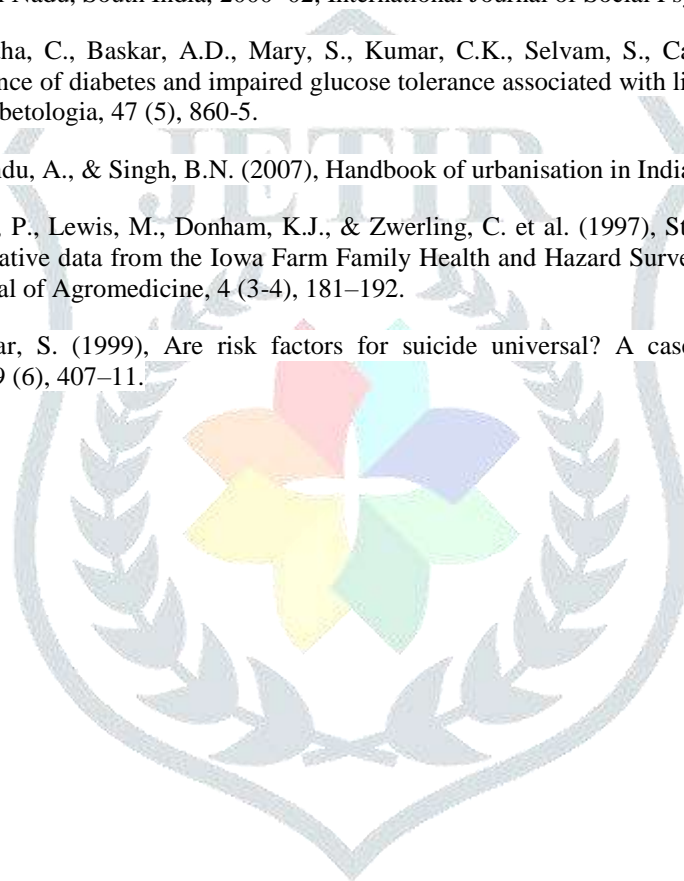 Nadu, South India, 2000–02, International Journal of Social
ha, C., Baskar, A.D., Mary, S., Kumar, C.K., Selvam, S., Ca
nce of diabetes and impaired glucose tolerance associated with li
betologia, 47 (5), 860-5.
JETIR
ndu, A., & Singh, B.N. (2007), Handbook of urbanisation in India
, P., Lewis, M., Donham, K.J., & Zwerling, C. et al. (1997), St
ative data from the Iowa Farm Family Health and Hazard Surve
al of Agromedicine, 4 (3-4), 181–192.
ar, S. (1999), Are risk factors for suicide universal? A case
9 (6), 407–11.